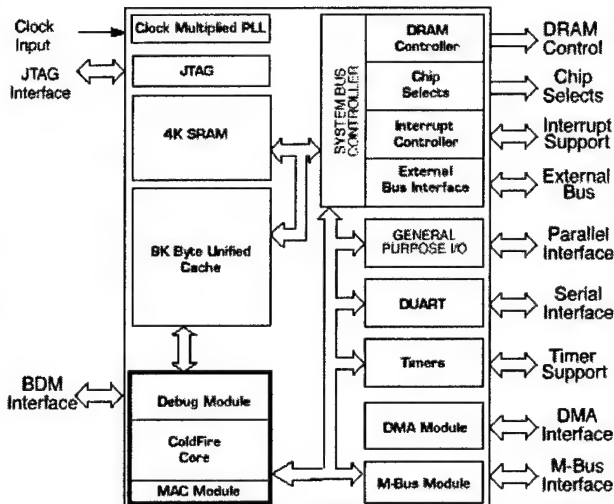 Clock
Input
Clock Multiplied PLL
JTAG
Interface
JTAG
4K SRAM
8K Byte Unified
Cache
BDM
Interface
Debug Module
ColdFire
Core
MAC Module
SYSTEM BUS
CONTROLLER
DRAM
Controller
Chip
Selects
Interrupt
Controller
External
Bus Interface
GENERAL
PURPOSE I/O
DUART
Timers
DMA Module
M-Bus Module
DRAM
Control
Chip
Selects
Interrupt
Support
External
Bus
Parallel
Interface
Serial
Interface
Timer
Support
DMA
Interface
M-Bus
Interface